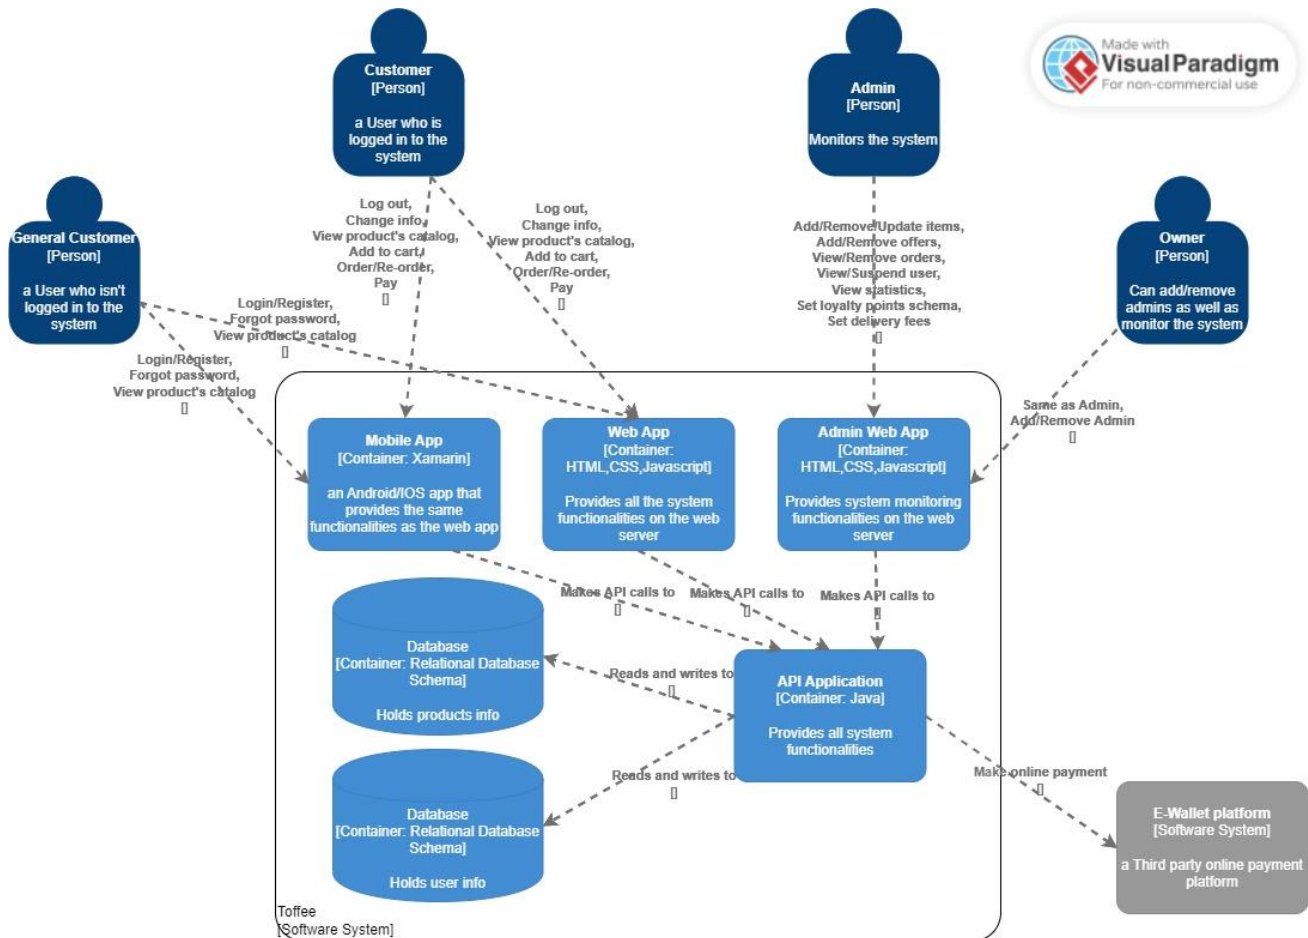 Made with
Visual Paradigm
For non-commercial use
Customer
[Person]
a User who is
logged in to the
system
Admin
[Person]
Monitors the system
General Customer
[Person]
a User who isn't
logged in to the
system
Owner
[Person]
Can add/remove
admins as well as
monitor the system
Log out,
Change info,
View product's catalog,
Add to cart,
Order/Re-order,
Pay
[]
Log out,
Change info,
View product's catalog,
Add to cart,
Order/Re-order,
Pay
[]
Add/Remove/Update items,
Add/Remove offers,
View/Remove orders,
View/Suspend user,
View statistics,
Set loyalty points schema,
Set delivery fees
[]
Login/Register,
Forgot password,
View product's catalog
[]
Login/Register,
Forgot password,
View product's catalog
[]
Same as Admin,
Add/Remove Admin
[]
Mobile App
[Container: Xamarin]
an Android/IOS app that
provides the same
functionalities as the web app
Web App
[Container:
HTML,CSS,Javascript]
Provides all the system
functionalities on the web
server
Admin Web App
[Container:
HTML,CSS,Javascript]
Provides system monitoring
functionalities on the web
server
Makes API calls to
[]
Makes API calls to
[]
Makes API calls to
[]
Database
[Container: Relational Database
Schema]
Holds products info
Reads and writes to
[]
API Application
[Container: Java]
Provides all system
functionalities
Database
[Container: Relational Database
Schema]
Holds user info
Reads and writes to
[]
Make online payment
[]
E-Wallet platform
[Software System]
a Third party online payment
platform
Toffee
[Software System]